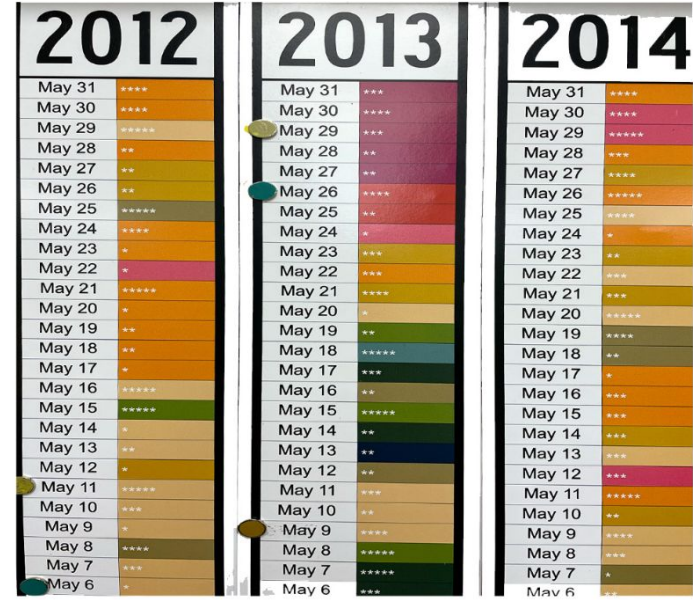 2012
May 31 ****
May 30 ****
May 29 *****
May 28 **
May 27 **
May 26 **
May 25 *****
May 24 ****
May 23 *
May 22 *
May 21 *****
May 20 *
May 19 **
May 18 **
May 17 *
May 16 *****
May 15 *****
May 14 *
May 13 **
May 12 *
May 11 *****
May 10 ***
May 9 *
May 8 ****
May 7 ***
May 6 *
2013
May 31 ***
May 30 ****
May 29 ***
May 28 **
May 27 **
May 26 ****
May 25 **
May 24 *
May 23 ***
May 22 ***
May 21 ****
May 20 *
May 19 **
May 18 *****
May 17 ***
May 16 **
May 15 *****
May 14 **
May 13 **
May 12 **
May 11 ***
May 10 **
May 9 ****
May 8 *****
May 7 *****
May 6 ***
2014
May 31 ****
May 30 ****
May 29 *****
May 28 ***
May 27 ****
May 26 *****
May 25 ****
May 24 *
May 23 **
May 22 ***
May 21 ***
May 20 *****
May 19 ****
May 18 **
May 17 *
May 16 ***
May 15 ***
May 14 ***
May 13 ***
May 12 ***
May 11 *****
May 10 **
May 9 ****
May 8 ***
May 7 *
May 6 **